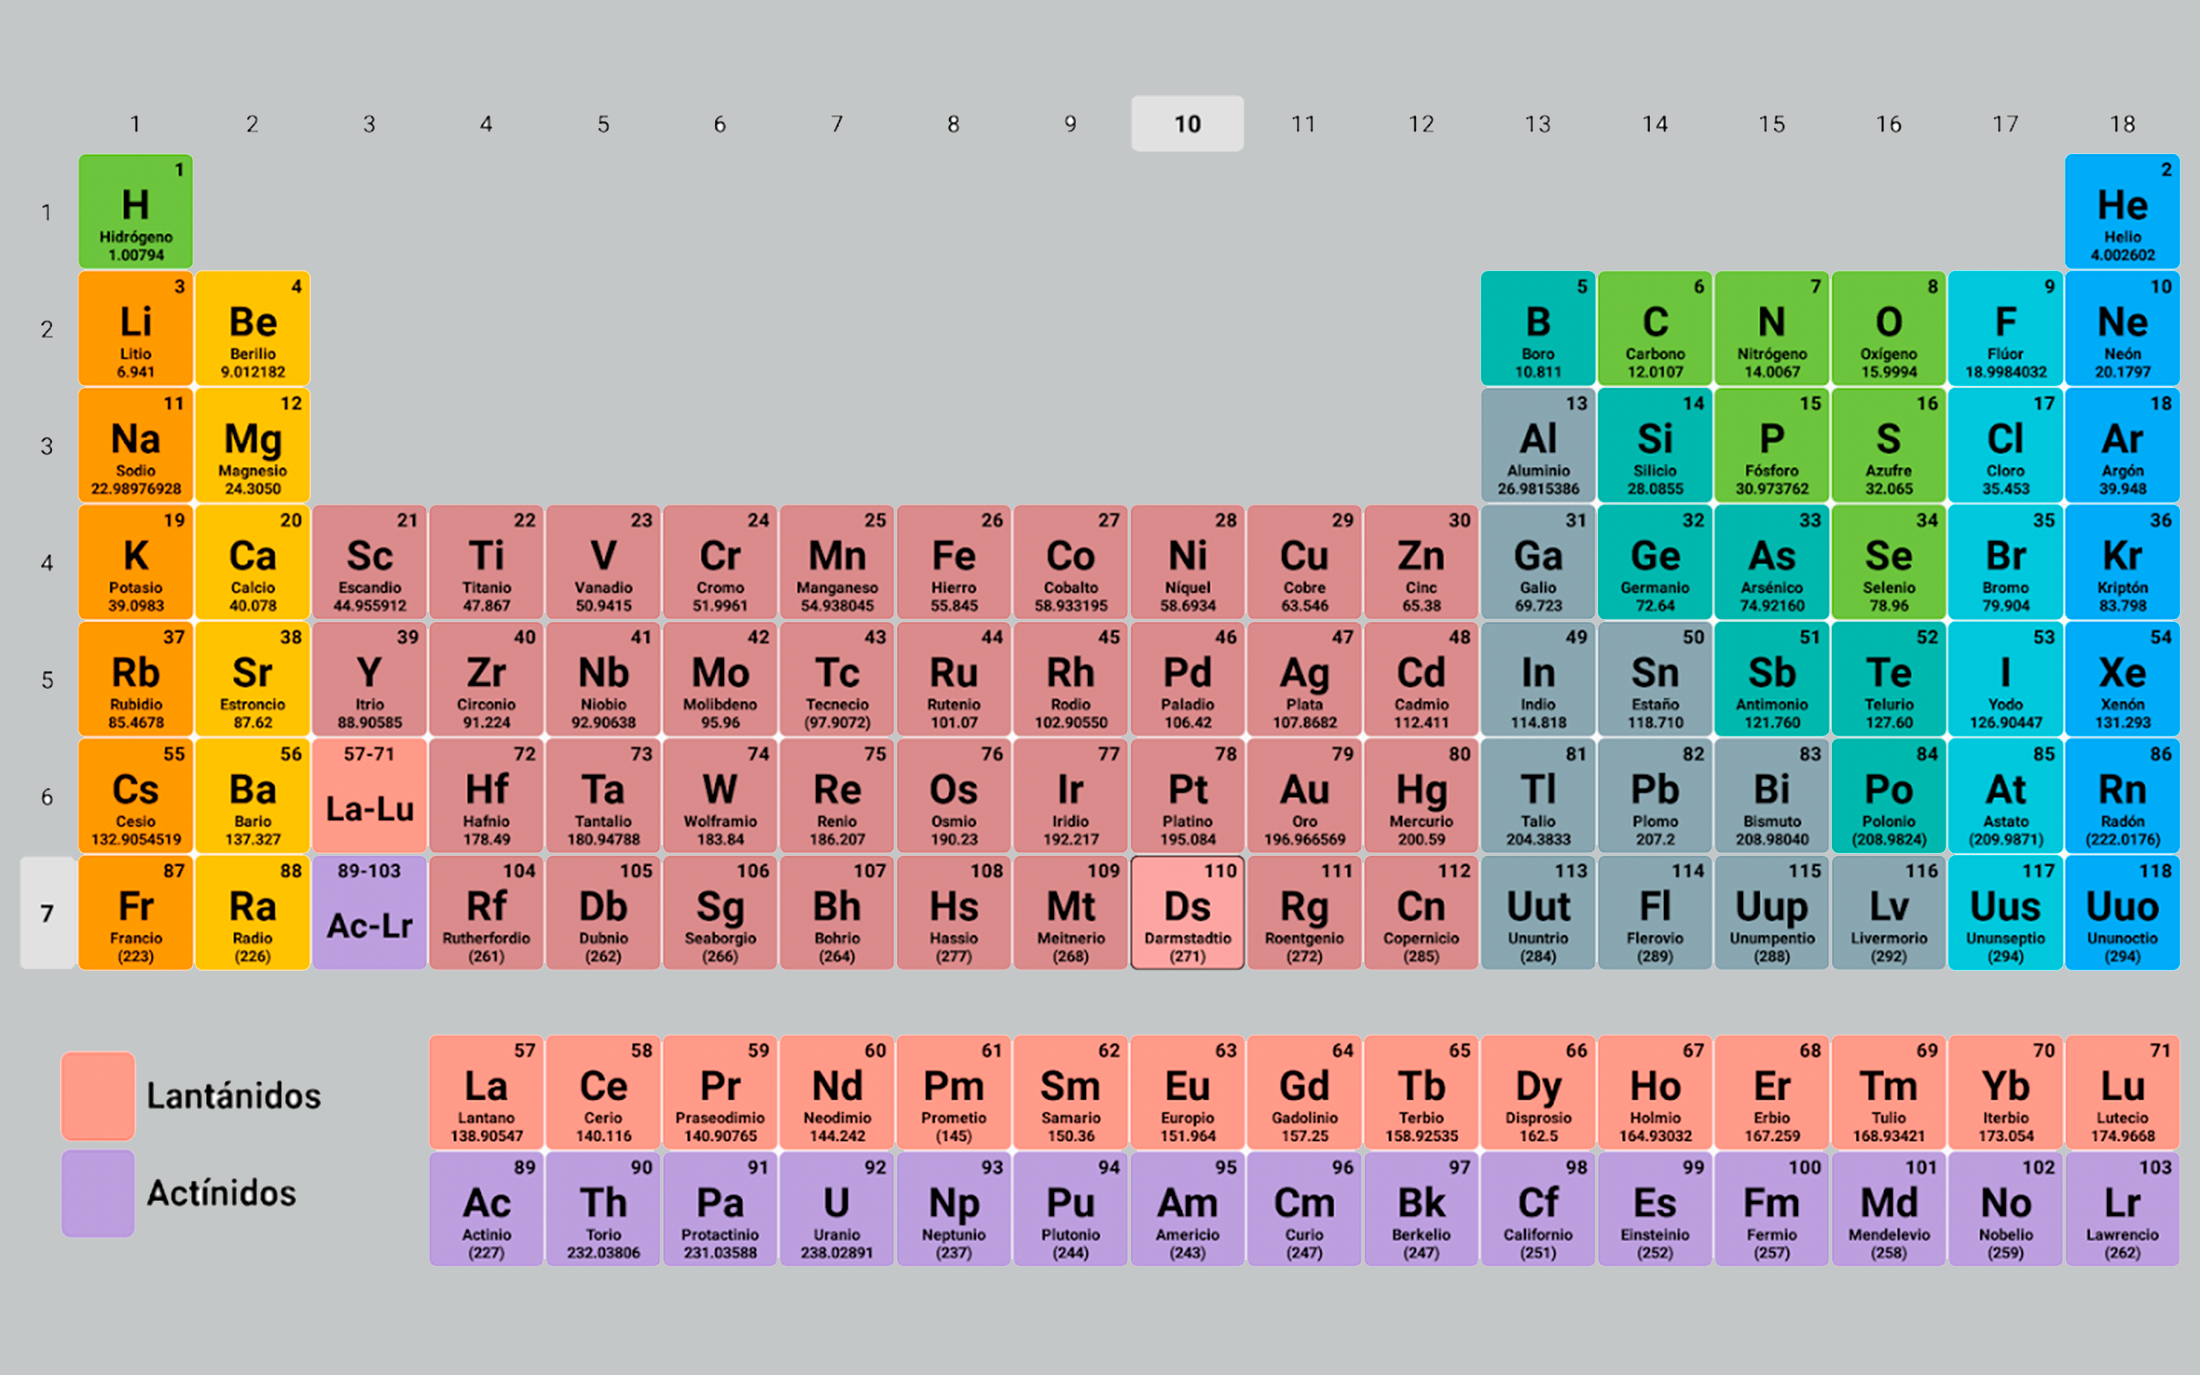 1 2 3 4 5 6 7 8 9 10 11 12 13 14 15 16 17 18
1
1 2
H He
Hidrógeno Helio
1.00794 4.002602
2
3 4 5 6 7 8 9 10
Li Be B C N O F Ne
Litio Berilio Boro Carbono Nitrógeno Oxígeno Flúor Neón
6.941 9.012182 10.811 12.0107 14.0067 15.9994 18.9984032 20.1797
3
11 12 13 14 15 16 17 18
Na Mg Al Si P S Cl Ar
Sodio Magnesio Aluminio Silicio Fósforo Azufre Cloro Argón
22.98976928 24.3050 26.9815386 28.0855 30.973762 32.065 35.453 39.948
4
19 20 21 22 23 24 25 26 27 28 29 30 31 32 33 34 35 36
K Ca Sc Ti V Cr Mn Fe Co Ni Cu Zn Ga Ge As Se Br Kr
Potasio Calcio Escandio Titanio Vanadio Cromo Manganeso Hierro Cobalto Níquel Cobre Cinc Galio Germanio Arsénico Selenio Bromo Kriptón
39.0983 40.078 44.955912 47.867 50.9415 51.9961 54.938045 55.845 58.933195 58.6934 63.546 65.38 69.723 72.64 74.92160 78.96 79.904 83.798
5
37 38 39 40 41 42 43 44 45 46 47 48 49 50 51 52 53 54
Rb Sr Y Zr Nb Mo Tc Ru Rh Pd Ag Cd In Sn Sb Te I Xe
Rubidio Estroncio Itrio Circonio Niobio Molibdeno Tecnecio Rutenio Rodio Paladio Plata Cadmio Indio Estaño Antimonio Telurio Yodo Xenón
85.4678 87.62 88.90585 91.224 92.90638 95.96 (97.9072) 101.07 102.90550 106.42 107.8682 112.411 114.818 118.710 121.760 127.60 126.90447 131.293
6
55 56 57-71 72 73 74 75 76 77 78 79 80 81 82 83 84 85 86
Cs Ba La-Lu Hf Ta W Re Os Ir Pt Au Hg Tl Pb Bi Po At Rn
Cesio Bario Hafnio Tantalio Wolframio Renio Osmio Iridio Platino Oro Mercurio Talio Plomo Bismuto Polonio Astato Radón
132.9054519 137.327 178.49 180.94788 183.84 186.207 190.23 192.217 195.084 196.966569 200.59 204.3833 207.2 208.98040 (208.9824) (209.9871) (222.0176)
7
87 88 89-103 104 105 106 107 108 109 110 111 112 113 114 115 116 117 118
Fr Ra Ac-Lr Rf Db Sg Bh Hs Mt Ds Rg Cn Uut Fl Uup Lv Uus Uuo
Francio Radio Rutherfordio Dubnio Seaborgio Bohrio Hassio Meitnerio Darmstadtio Roentgenio Copernicio Ununtrio Flerovio Unumpentio Livermorio Ununseptio Ununoctio
(223) (226) (261) (262) (266) (264) (277) (268) (271) (272) (285) (284) (289) (288) (292) (294) (294)
Lantánidos
57 58 59 60 61 62 63 64 65 66 67 68 69 70 71
La Ce Pr Nd Pm Sm Eu Gd Tb Dy Ho Er Tm Yb Lu
Lantano Cerio Praseodimio Neodimio Prometio Samario Europio Gadolinio Terbio Disprosio Holmio Erbio Tulio Iterbio Lutecio
138.90547 140.116 140.90765 144.242 (145) 150.36 151.964 157.25 158.92535 162.5 164.93032 167.259 168.93421 173.054 174.9668
Actínidos
89 90 91 92 93 94 95 96 97 98 99 100 101 102 103
Ac Th Pa U Np Pu Am Cm Bk Cf Es Fm Md No Lr
Actinio Torio Protactinio Uranio Neptunio Plutonio Americio Curio Berkelio Californio Einsteinio Fermio Mendelevio Nobelio Lawrencio
(227) 232.03806 231.03588 238.02891 (237) (244) (243) (247) (247) (251) (252) (257) (258) (259) (262)